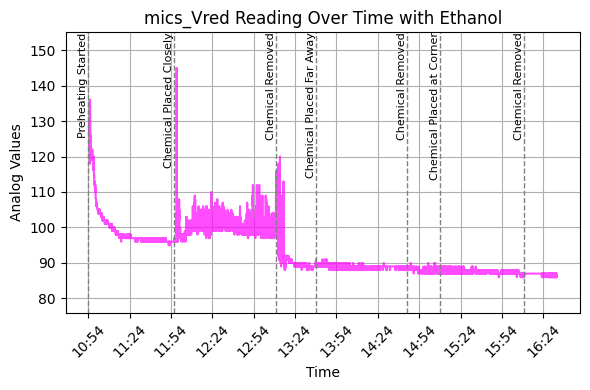 mics_Vred Reading Over Time with Ethanol
Analog Values
150
140
130
120
110
100
90
80
Preheating Started
Chemical Placed Closely
Chemical Removed
Chemical Placed Far Away
Chemical Removed
Chemical Placed at Corner
Chemical Removed
10:54
11:24
11:54
12:24
12:54
13:24
13:54
14:24
14:54
15:24
15:54
16:24
Time